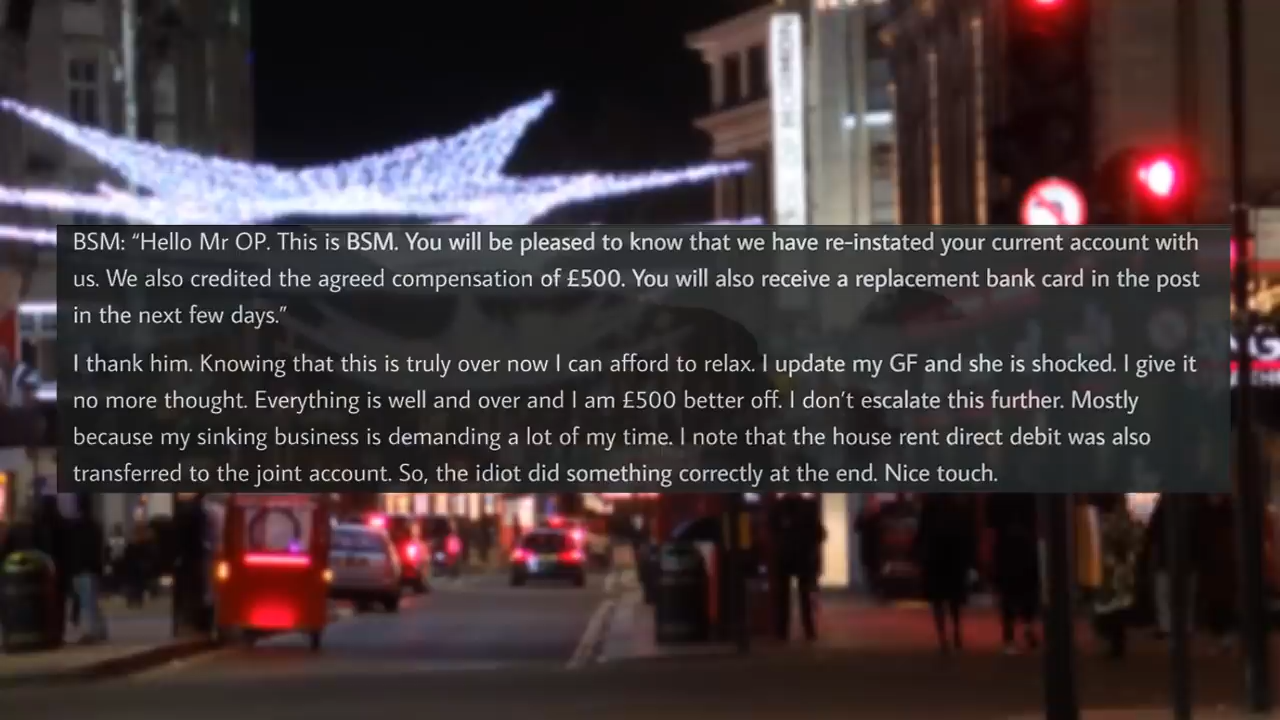 BSM: “Hello Mr OP. This is BSM. You will be pleased to know that we have re-instated your current account with
us. We also credited the agreed compensation of £500. You will also receive a replacement bank card in the post
in the next few days.”
I thank him. Knowing that this is truly over now I can afford to relax. I update my GF and she is shocked. I give it
no more thought. Everything is well and over and I am £500 better off. I don’t escalate this further. Mostly
because my sinking business is demanding a lot of my time. I note that the house rent direct debit was also
transferred to the joint account. So, the idiot did something correctly at the end. Nice touch.